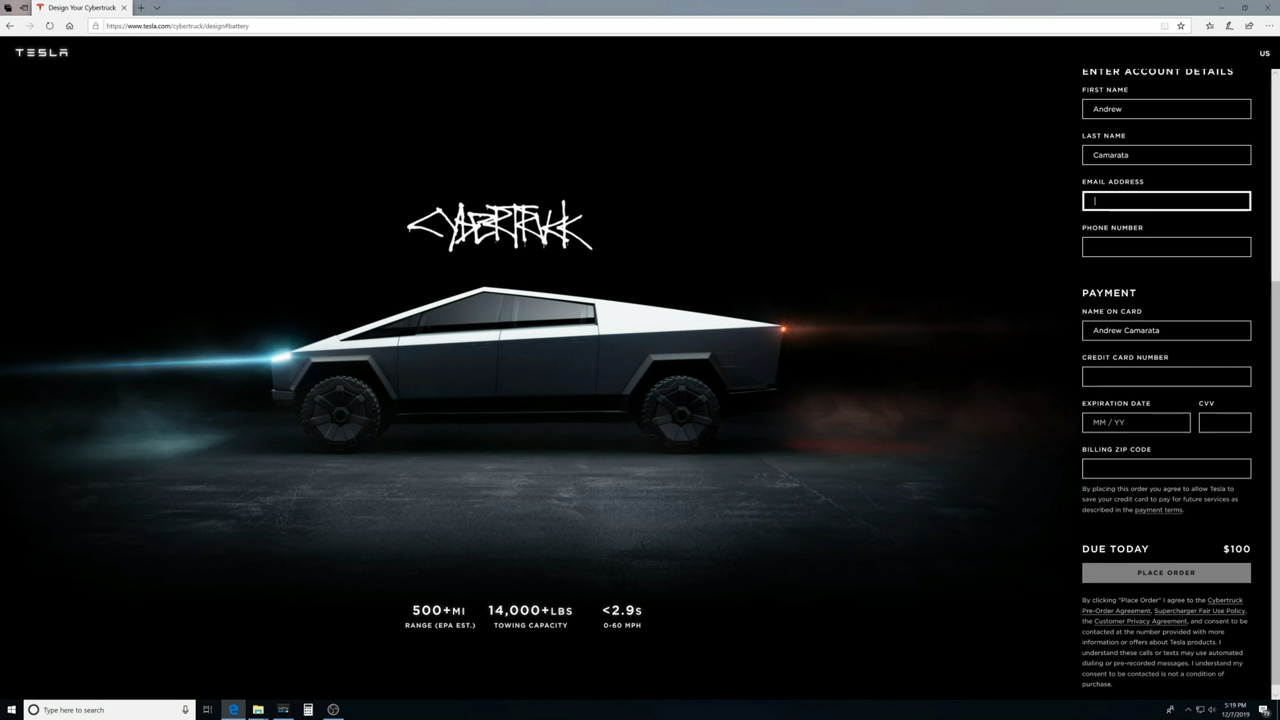 Design Your Cybertruck
https://www.tesla.com/cybertruck/design#battery
TESLA
US
ENTER ACCOUNT DETAILS
FIRST NAME
Andrew
LAST NAME
Camarata
EMAIL ADDRESS
PHONE NUMBER
PAYMENT
NAME ON CARD
Andrew Camarata
CREDIT CARD NUMBER
EXPIRATION DATE CVV
MM / YY
BILLING ZIP CODE
By placing this order you agree to allow Tesla to
save your credit card to pay for future services as
described in the payment terms.
DUE TODAY $100
PLACE ORDER
By clicking "Place Order" I agree to the Cybertruck
Pre-Order Agreement, Supercharger Fair Use Policy,
the Customer Privacy Agreement, and consent to be
contacted at the number provided with more
information or offers about Tesla products. I
understand these calls or texts may use automated
dialing or pre-recorded messages. I understand my
consent to be contacted is not a condition of
purchase.
CYBERTRUCK
500+MI 14,000+LBS <2.9S
RANGE (EPA EST.) TOWING CAPACITY 0-60 MPH
Type here to search
5:19 PM
12/7/2019